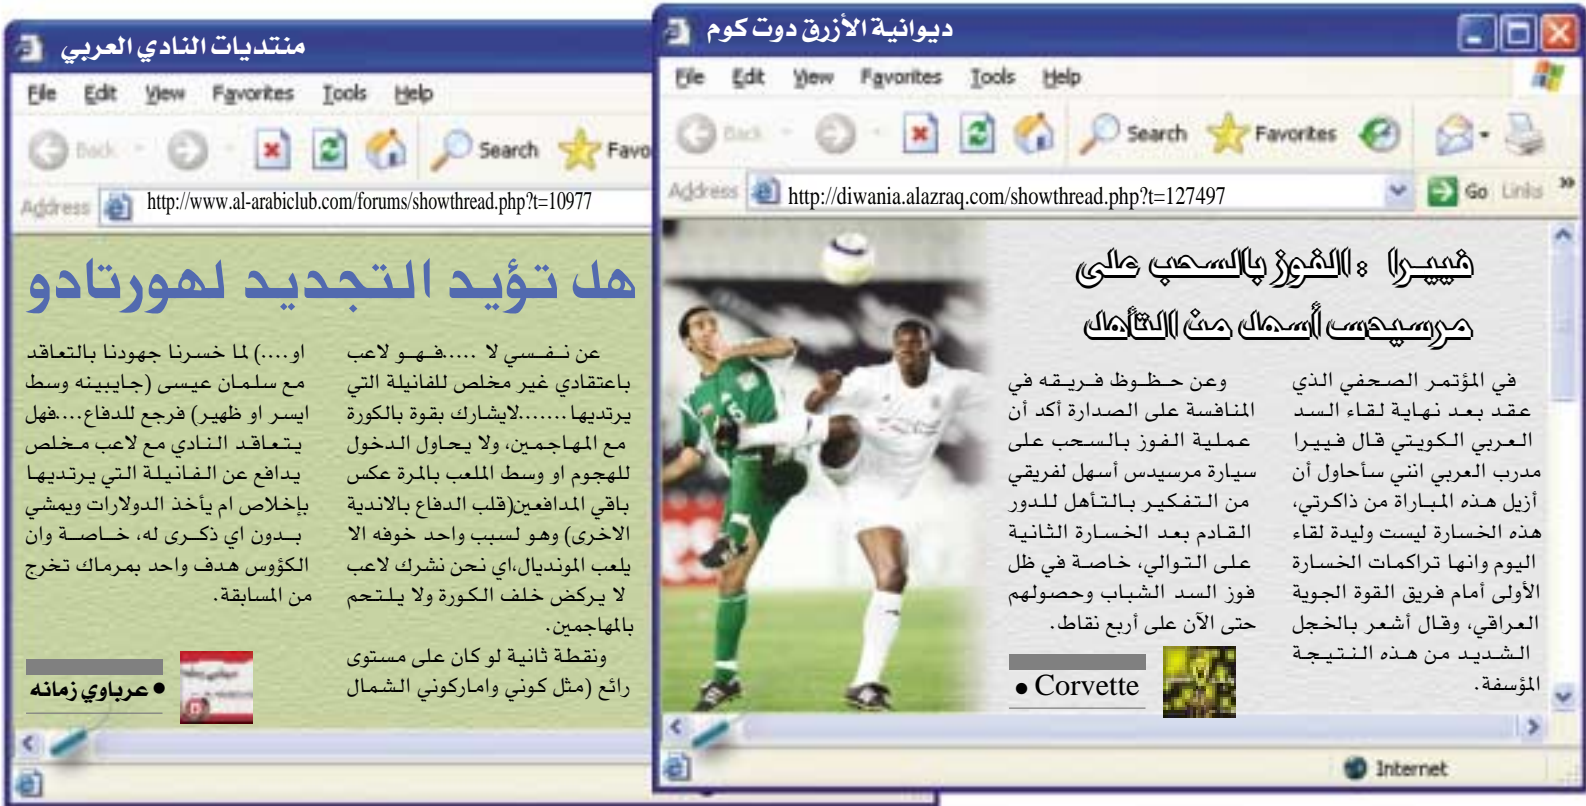 ديوانية الأزرق دوت كوم
File Edit View Favorites Tools Help
Back Search Favorites
Address http://diwania.alazraq.com/showthread.php?t=127497 Go Links »
فييـرا : الفوز بالسحب على
مرسيدس أسهل من التأهل
في المؤتمر الصحفي الذي
عقد بعد نهاية لقاء السد
العربي الكويتي قال فييرا
مدرب العربي انني سأحاول أن
أزيل هذه المباراة من ذاكرتي،
هذه الخسارة ليست وليدة لقاء
اليوم وانها تراكمات الخسارة
الأولى أمام فريق القوة الجوية
العراقي، وقال أشعر بالخجل
الشديد من هذه النتيجة
المؤسفة.
وعن حظوظ فريقه في
المنافسة على الصدارة أكد أن
عملية الفوز بالسحب على
سيارة مرسيدس أسهل لفريقي
من التفكير بالتأهل للدور
القادم بعد الخسارة الثانية
على التوالي، خاصة في ظل
فوز السد الشباب وحصولهم
حتى الآن على أربع نقاط.
● Corvette
Internet
منتديات النادي العربي
File Edit View Favorites Tools Help
Back Search Favo
Address http://www.al-arabiclub.com/forums/showthread.php?t=10977
هل تؤيد التجديد لهورتادو
عن نفسي لا .....فهو لاعب
باعتقادي غير مخلص للفانيلة التي
يرتديها.......لايشارك بقوة بالكورة
مع المهاجمين، ولا يحاول الدخول
للهجوم او وسط الملعب بالمرة عكس
باقي المدافعين(قلب الدفاع بالاندية
الاخرى) وهو لسبب واحد خوفه الا
يلعب المونديال،اي نحن نشرك لاعب
لا يركض خلف الكورة ولا يلتحم
بالمهاجمين.
ونقطة ثانية لو كان على مستوى
رائع (مثل كوني واماركوني الشمال
او....) لما خسرنا جهودنا بالتعاقد
مع سلمان عيسى (جايبينه وسط
ايسر او ظهير) فرجع للدفاع....فهل
يتعاقد النادي مع لاعب مخلص
يدافع عن الفانيلة التي يرتديها
بإخلاص ام يأخذ الدولارات ويمشي
بدون اي ذكرى له، خاصة وان
الكؤوس هدف واحد بمرماك تخرج
من المسابقة.
● عرباوي زمانه